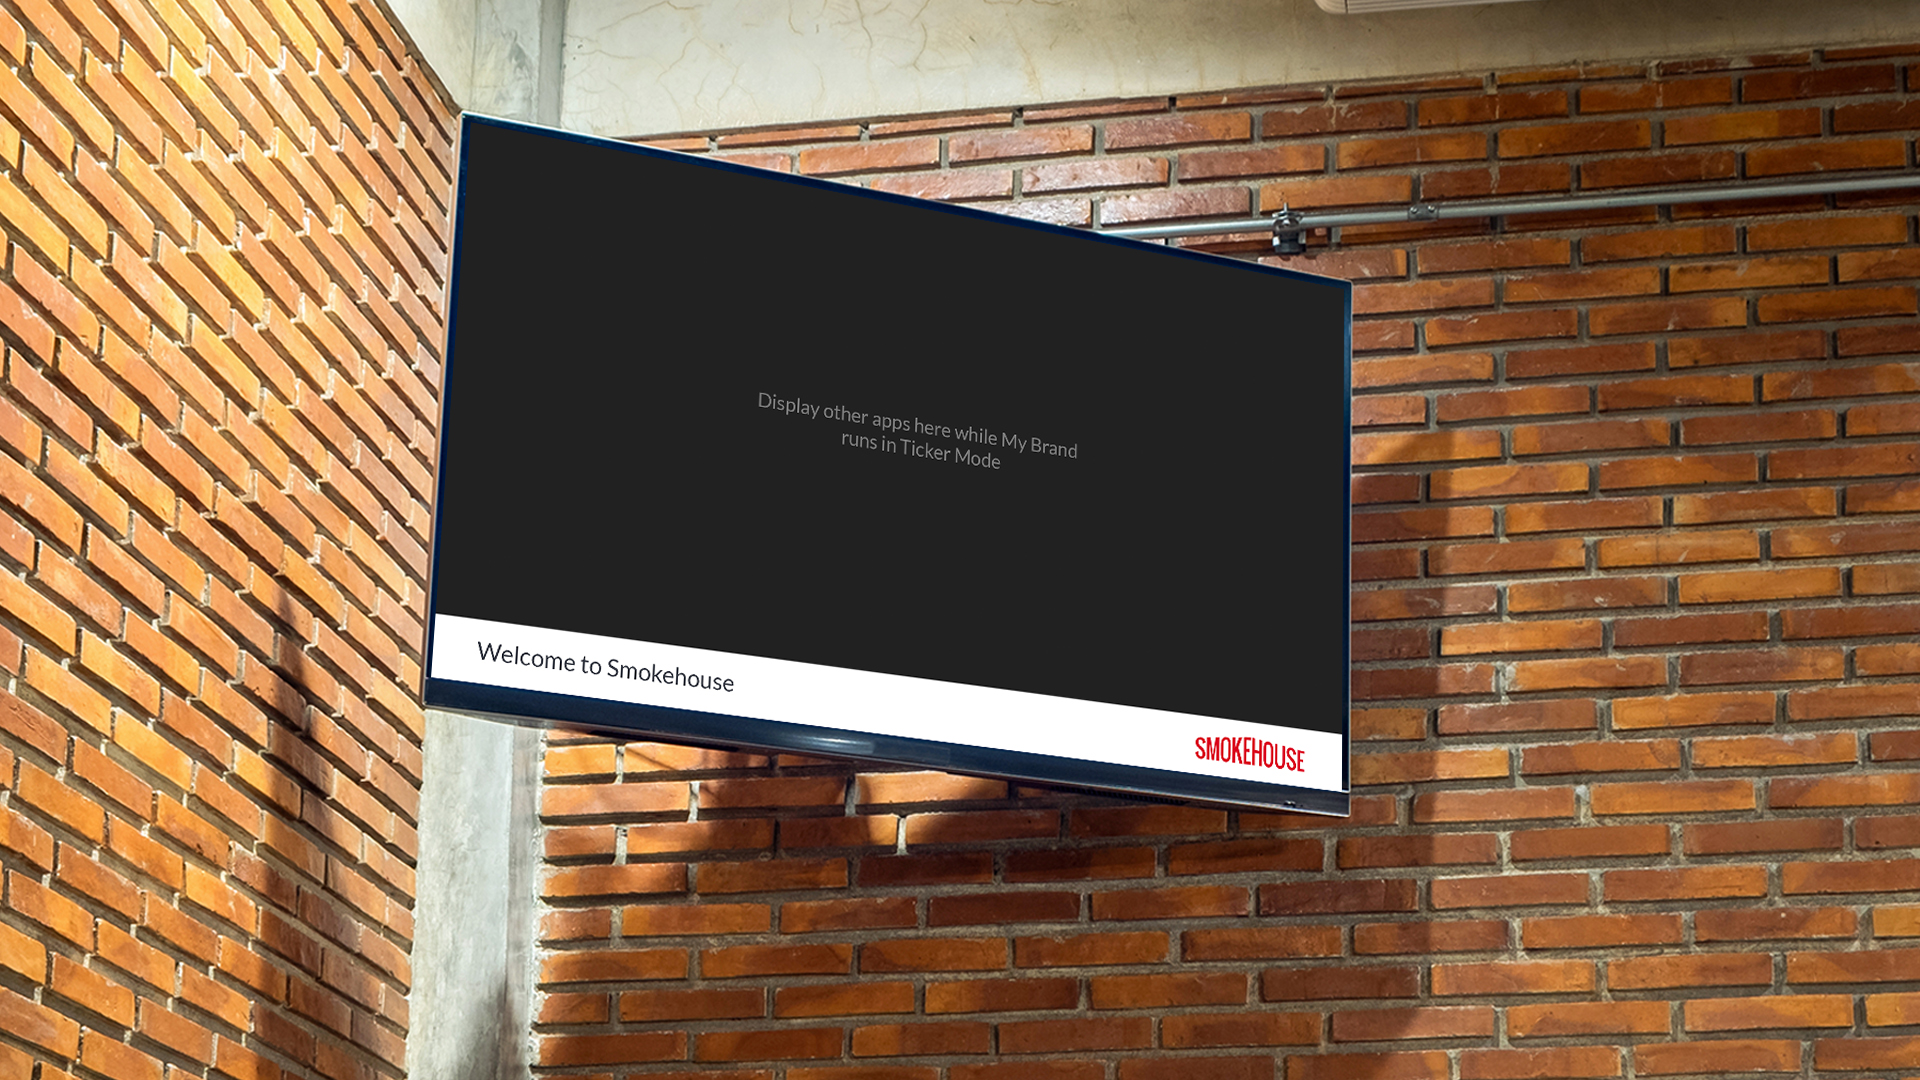 Display other apps here while My Brand
runs in Ticker Mode
Welcome to Smokehouse
SMOKEHOUSE